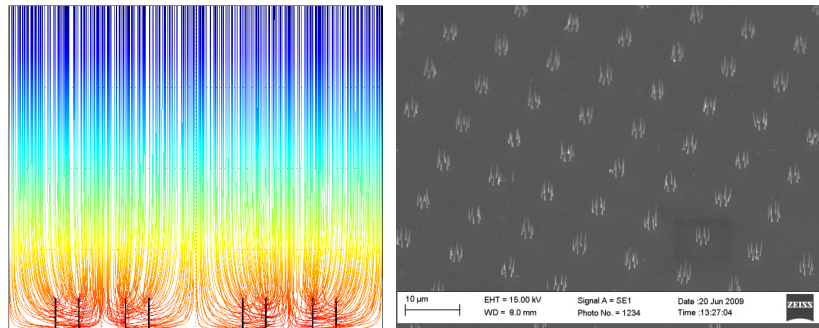 10 µm
EHT = 15.00 kV
Signal A = SE1
Date :20 Jun 2009
WD = 8.0 mm
Photo No. = 1234
Time :13:27:04
ZEISS